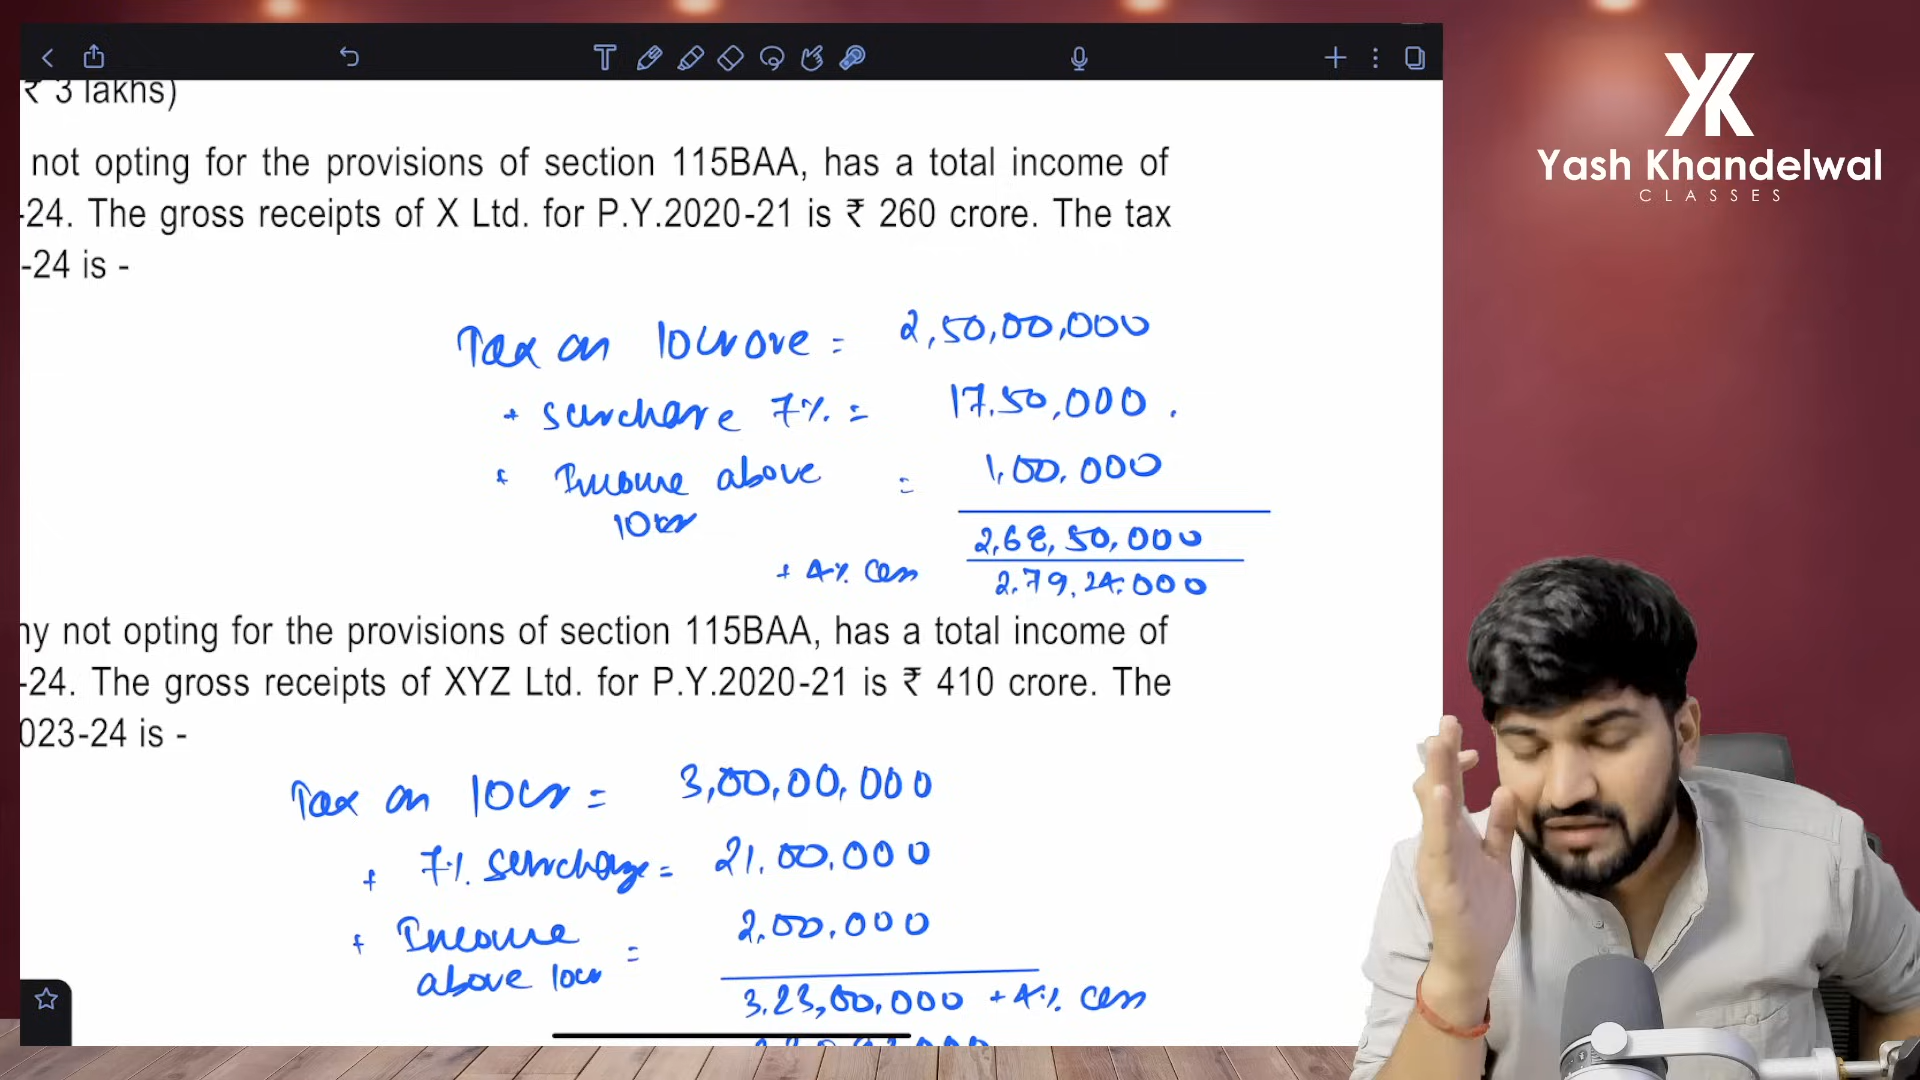 ₹ 3 lakhs)
not opting for the provisions of section 115BAA, has a total income of
-24. The gross receipts of X Ltd. for P.Y.2020-21 is ₹ 260 crore. The tax
-24 is -
Tax on 10crore = 2,50,00,000
+ surchare 7% = 17.50,000.
+ Income above = 1,00,000
10cr
2,68,50,000
+ 4% cess 2.79,24,000
ny not opting for the provisions of section 115BAA, has a total income of
-24. The gross receipts of XYZ Ltd. for P.Y.2020-21 is ₹ 410 crore. The
023-24 is -
Tax on 10cr = 3,00,00,000
+ 7% surcharge = 21,00,000
+ Income = 2,00,000
above 10cr
3,23,00,000 + 4% cess
YK
Yash Khandelwal
CLASSES